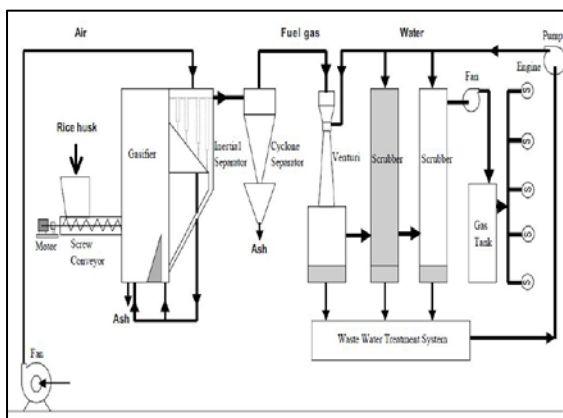 Air
Fuel gas
Water
Pump
Engine
Fan
Rice husk
Gasifier
Inertial
Separator
Cyclone
Separator
Venturi
Scrubber
Scrubber
Gas
Tank
Motor
Screw
Conveyor
Ash
Ash
Waste Water Treatment System
Fan
S
S
S
S
S